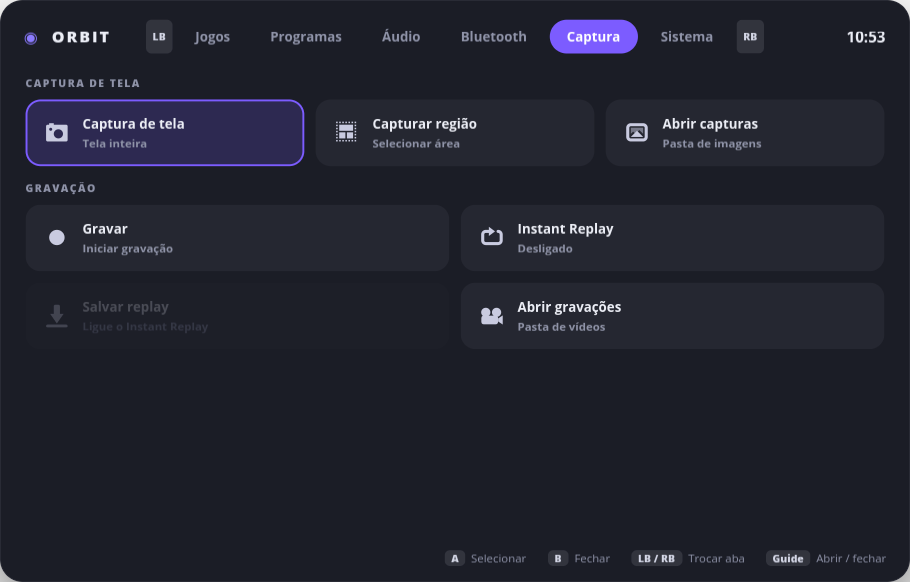 ORBIT LB Jogos Programas Áudio Bluetooth Captura Sistema RB 10:53
CAPTURA DE TELA
Captura de tela
Tela inteira
Capturar região
Selecionar área
Abrir capturas
Pasta de imagens
GRAVAÇÃO
Gravar
Iniciar gravação
Instant Replay
Desligado
Salvar replay
Ligue o Instant Replay
Abrir gravações
Pasta de vídeos
A Selecionar B Fechar LB / RB Trocar aba Guide Abrir / fechar